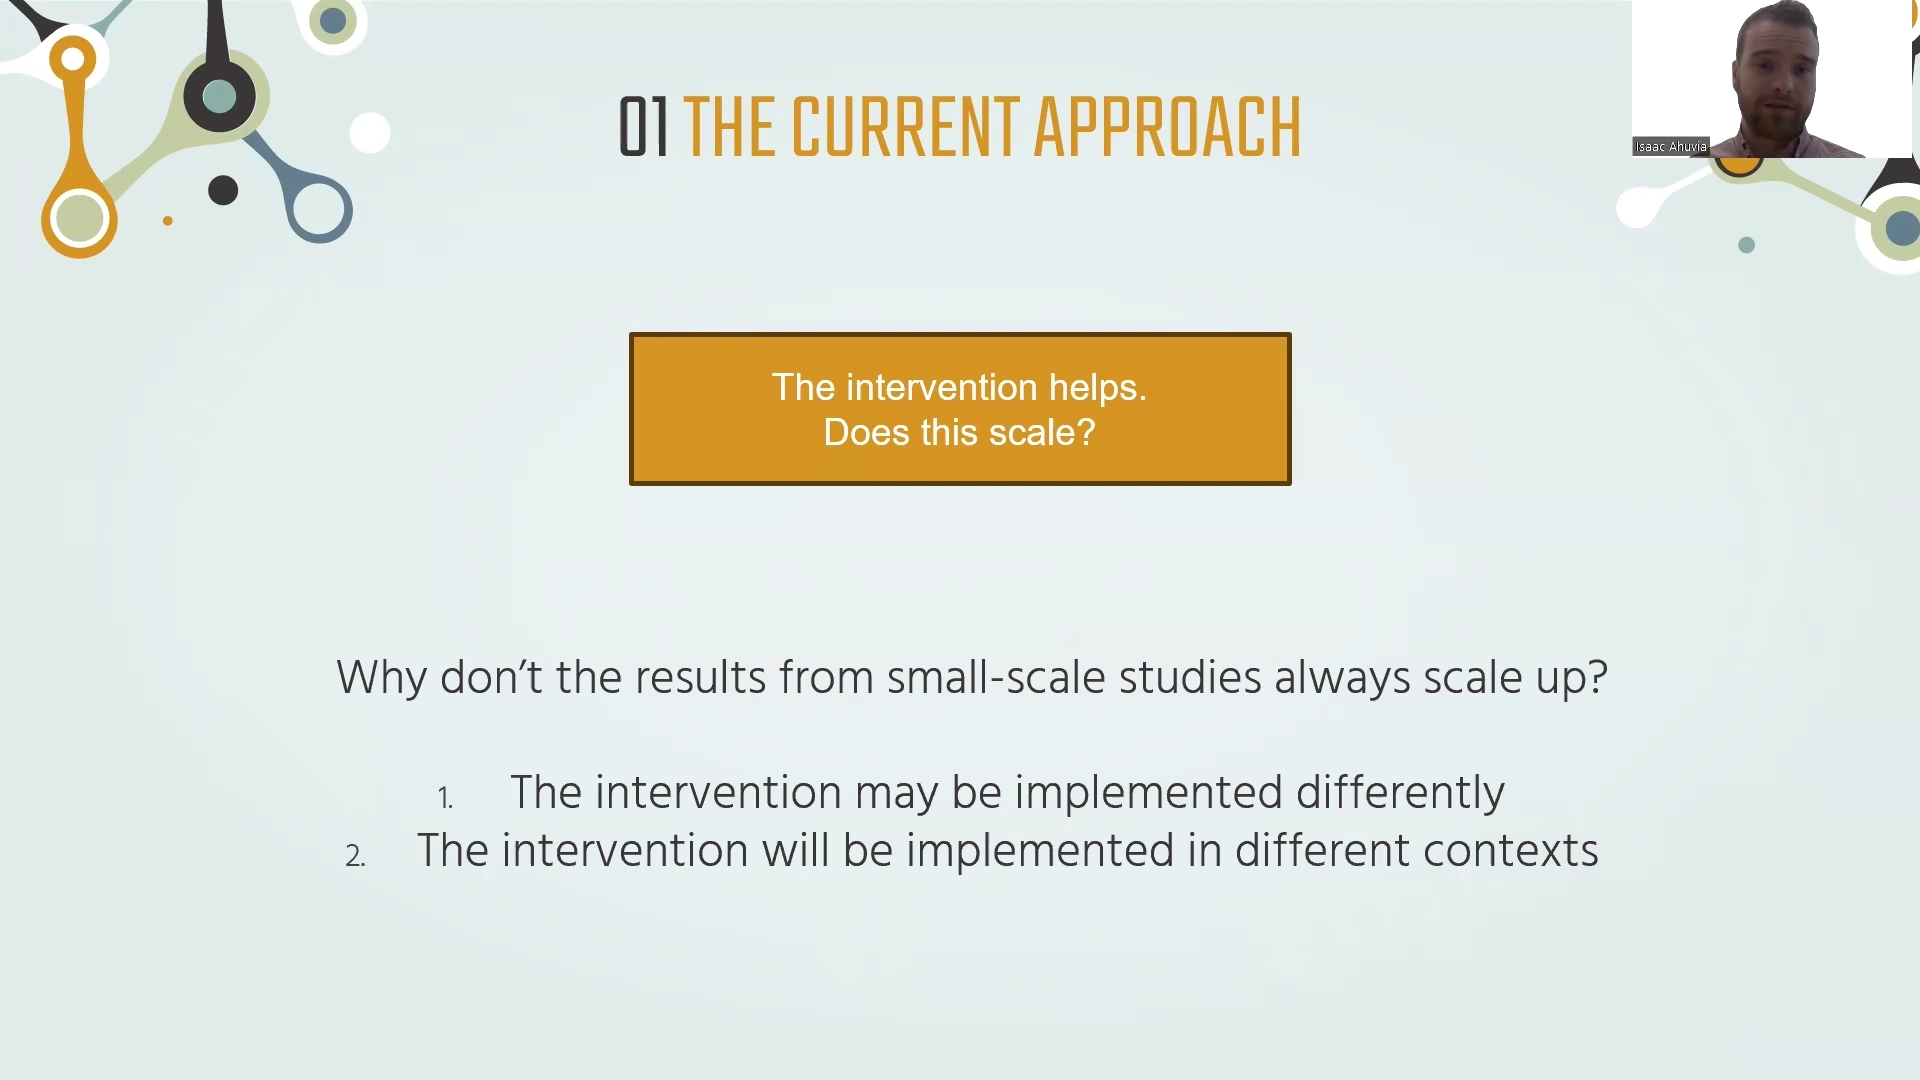 01 THE CURRENT APPROACH
Isaac Ahuvia
The intervention helps.
Does this scale?
Why don’t the results from small-scale studies always scale up?
1. The intervention may be implemented differently
2. The intervention will be implemented in different contexts